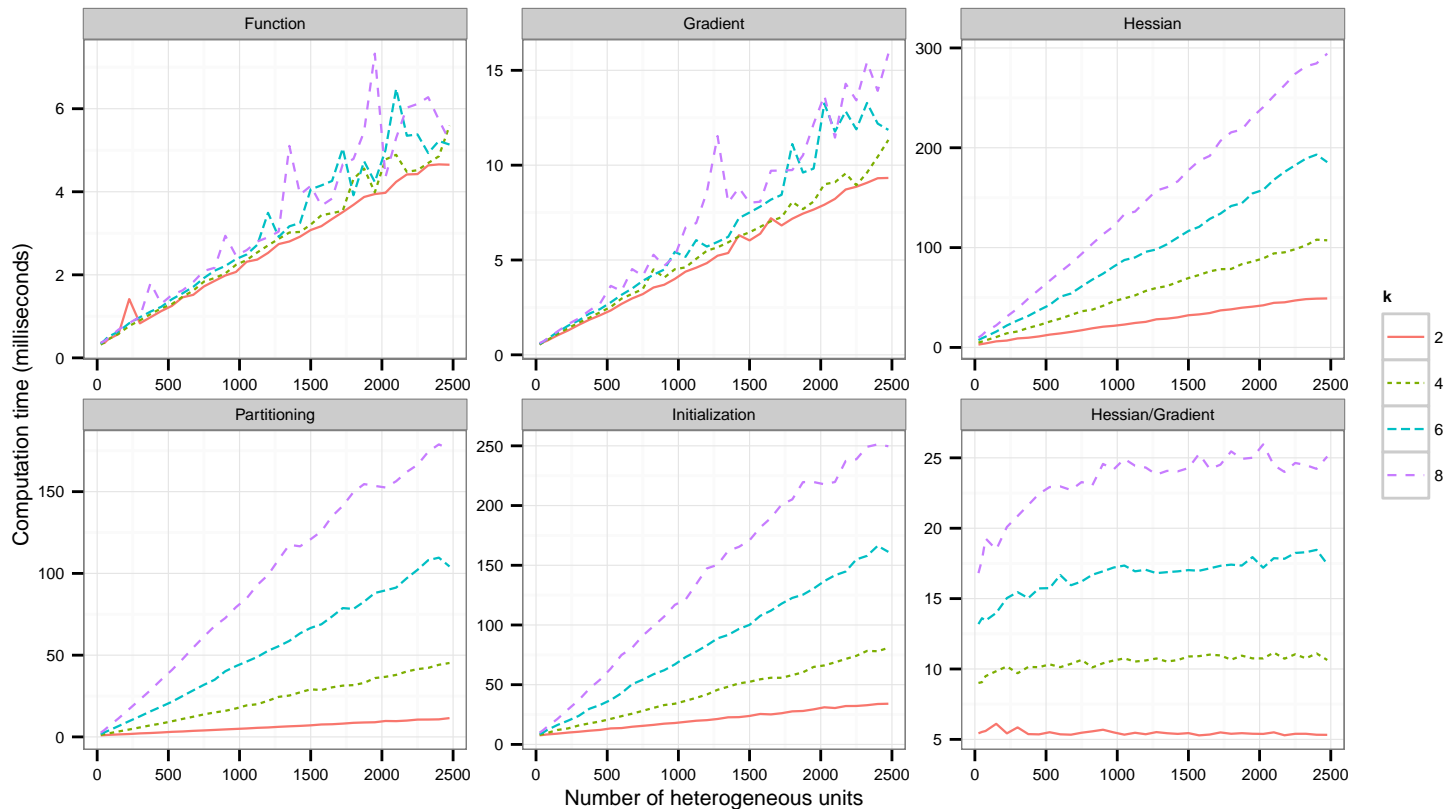 Function
Gradient
Hessian
0
2
4
6
0
5
10
15
0
100
200
300
0 500 1000 1500 2000 2500
0 500 1000 1500 2000 2500
0 500 1000 1500 2000 2500
Partitioning
Initialization
Hessian/Gradient
0
50
100
150
0
50
100
150
200
250
5
10
15
20
25
0 500 1000 1500 2000 2500
0 500 1000 1500 2000 2500
0 500 1000 1500 2000 2500
Number of heterogeneous units
Computation time (milliseconds)
k
2
4
6
8